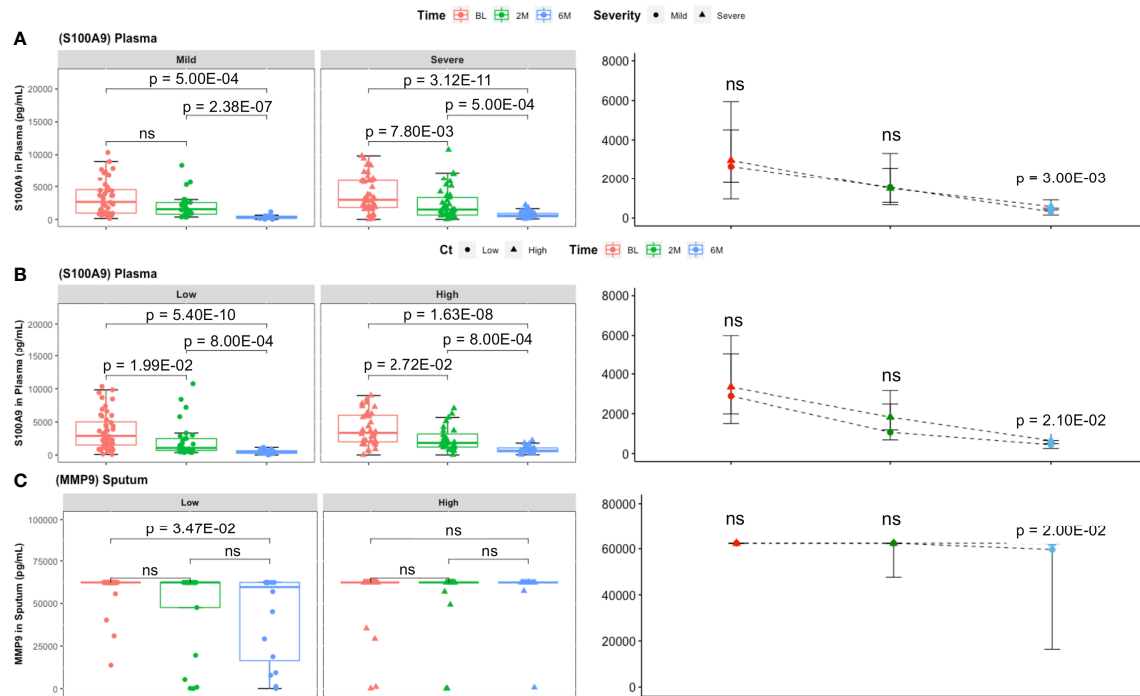 Time BL 2M 6M Severity Mild Severe
A
(S100A9) Plasma
Mild
Severe
S100A9 in Plasma (pg/mL)
20000
15000
10000
5000
0
p = 5.00E-04
p = 2.38E-07
ns
p = 3.12E-11
p = 5.00E-04
p = 7.80E-03
8000
6000
4000
2000
0
ns
ns
p = 3.00E-03
Ct Low High Time BL 2M 6M
B
(S100A9) Plasma
Low
High
S100A9 in Plasma (pg/mL)
20000
15000
10000
5000
0
p = 5.40E-10
p = 8.00E-04
p = 1.99E-02
p = 1.63E-08
p = 8.00E-04
p = 2.72E-02
8000
6000
4000
2000
0
ns
ns
p = 2.10E-02
C
(MMP9) Sputum
Low
High
MMP9 in Sputum (pg/mL)
100000
75000
50000
25000
0
p = 3.47E-02
ns
ns
ns
ns
ns
80000
60000
40000
20000
0
ns
ns
p = 2.00E-02